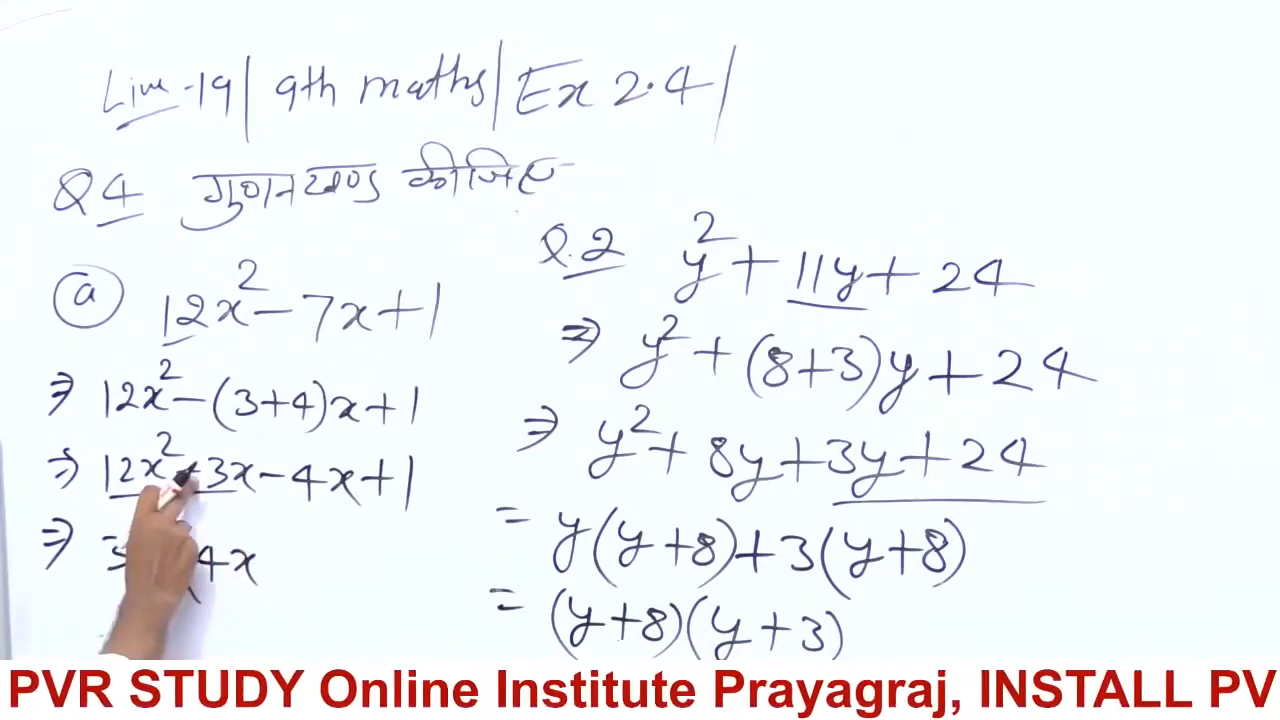 Live-19| 9th maths| Ex 2.4|
Q4 गुणनखण्ड कीजिए
(a) 12x² - 7x + 1
⇒ 12x² - (3+4)x + 1
⇒ 12x² - 3x - 4x + 1
⇒ 3 (4x
Q.2 y² + 11y + 24
⇒ y² + (8+3)y + 24
⇒ y² + 8y + 3y + 24
= y(y+8) + 3(y+8)
= (y+8)(y+3)
PVR STUDY Online Institute Prayagraj, INSTALL PV